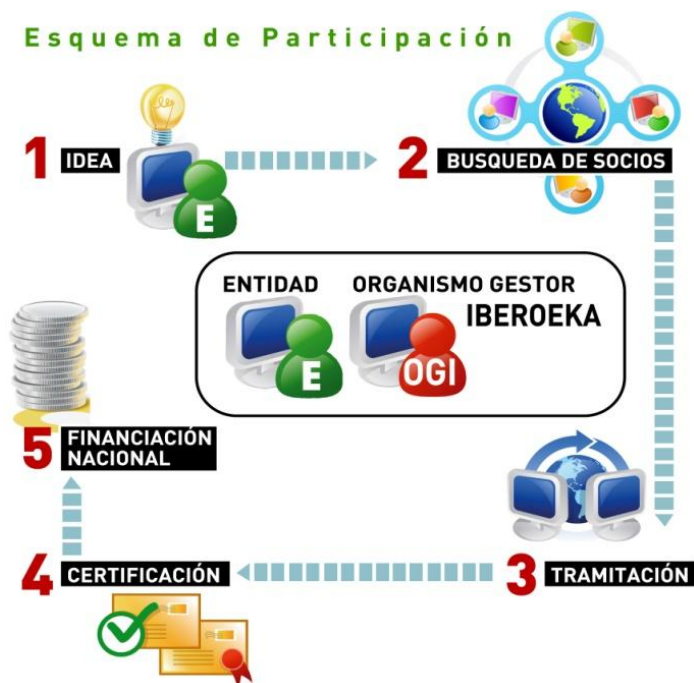 Esquema de Participación
1 IDEA
E
2 BUSQUEDA DE SOCIOS
ENTIDAD
E
ORGANISMO GESTOR
IBEROEKA
OGI
5 FINANCIACIÓN
NACIONAL
4 CERTIFICACIÓN
3 TRAMITACIÓN